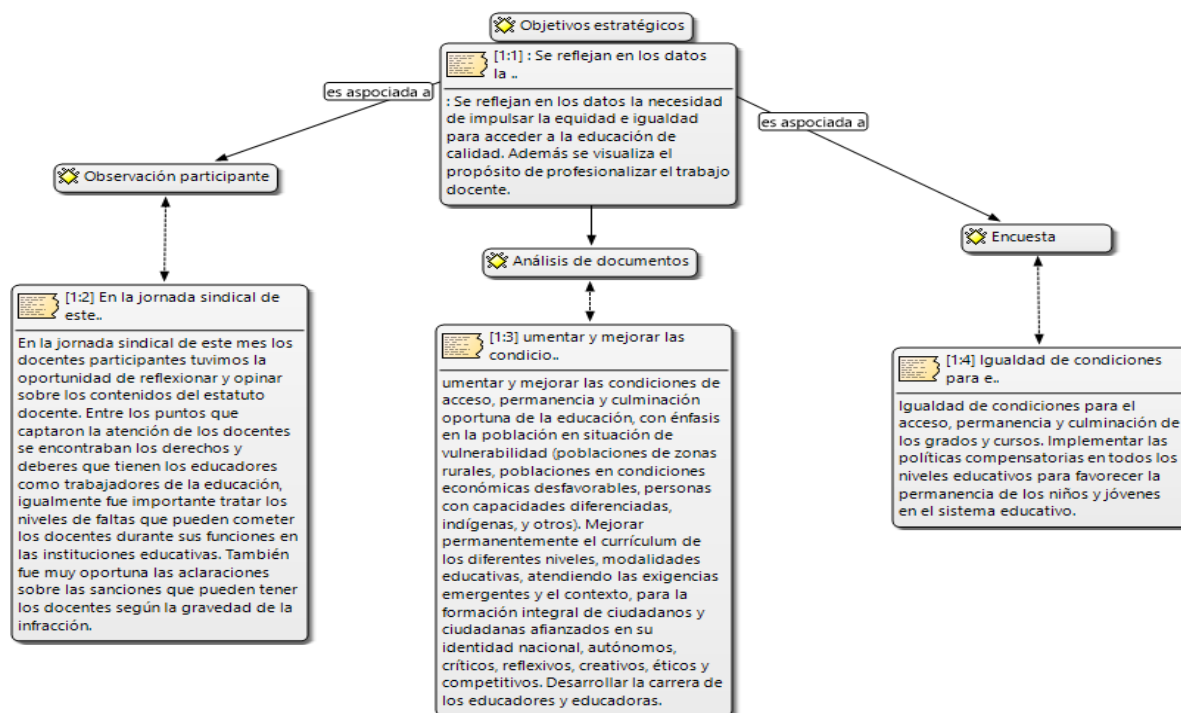 Objetivos estratégicos
[1:1] : Se reflejan en los datos
la ..
: Se reflejan en los datos la necesidad
de impulsar la equidad e igualdad
para acceder a la educación de
calidad. Además se visualiza el
propósito de profesionalizar el trabajo
docente.
es aspociada a
es aspociada a
Observación participante
[1:2] En la jornada sindical de
este..
En la jornada sindical de este mes los
docentes participantes tuvimos la
oportunidad de reflexionar y opinar
sobre los contenidos del estatuto
docente. Entre los puntos que
captaron la atención de los docentes
se encontraban los derechos y
deberes que tienen los educadores
como trabajadores de la educación,
igualmente fue importante tratar los
niveles de faltas que pueden cometer
los docentes durante sus funciones en
las instituciones educativas. También
fue muy oportuna las aclaraciones
sobre las sanciones que pueden tener
los docentes según la gravedad de la
infracción.
Análisis de documentos
[1:3] umentar y mejorar las
condicio..
umentar y mejorar las condiciones de
acceso, permanencia y culminación
oportuna de la educación, con énfasis
en la población en situación de
vulnerabilidad (poblaciones de zonas
rurales, poblaciones en condiciones
económicas desfavorables, personas
con capacidades diferenciadas,
indígenas, y otros). Mejorar
permanentemente el currículum de
los diferentes niveles, modalidades
educativas, atendiendo las exigencias
emergentes y el contexto, para la
formación integral de ciudadanos y
ciudadanas afianzados en su
identidad nacional, autónomos,
críticos, reflexivos, creativos, éticos y
competitivos. Desarrollar la carrera de
los educadores y educadoras.
Encuesta
[1:4] Igualdad de condiciones
para e..
Igualdad de condiciones para el
acceso, permanencia y culminación de
los grados y cursos. Implementar las
políticas compensatorias en todos los
niveles educativos para favorecer la
permanencia de los niños y jóvenes
en el sistema educativo.